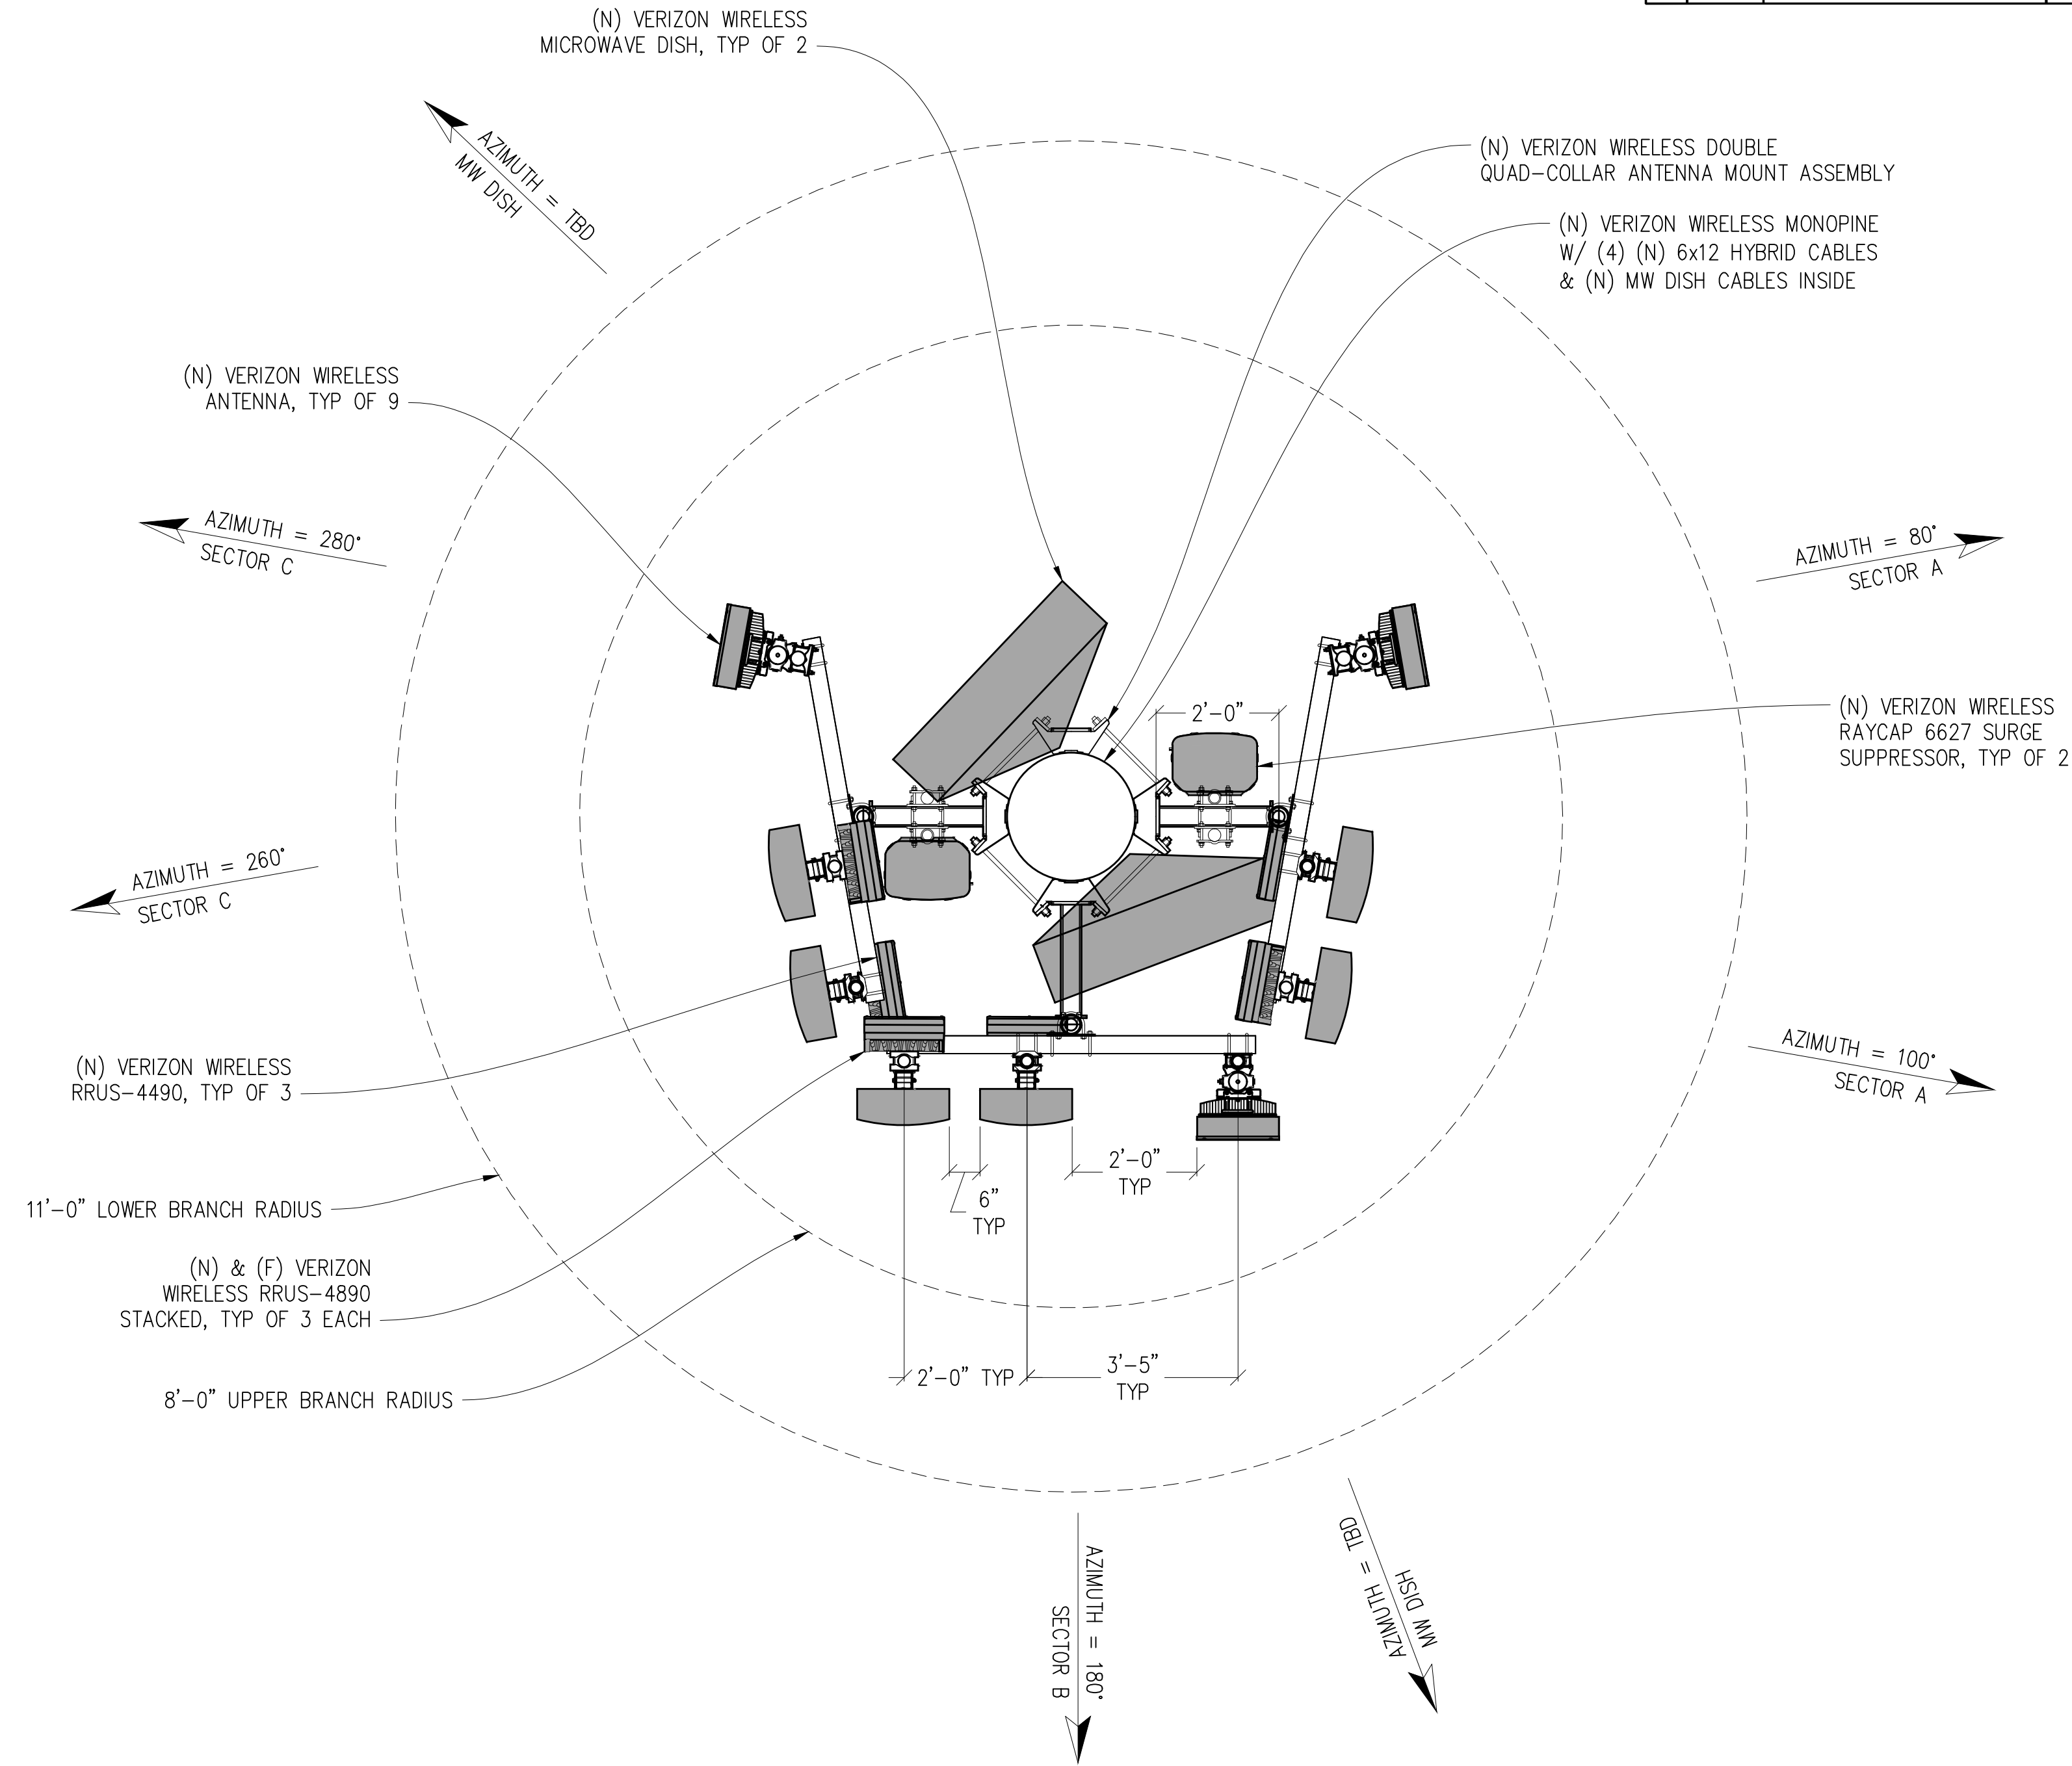 (N) VERIZON WIRELESS
MICROWAVE DISH, TYP OF 2
AZIMUTH = TBD
MW DISH
(N) VERIZON WIRELESS DOUBLE
QUAD-COLLAR ANTENNA MOUNT ASSEMBLY
(N) VERIZON WIRELESS MONOPINE
W/ (4) (N) 6x12 HYBRID CABLES
& (N) MW DISH CABLES INSIDE
(N) VERIZON WIRELESS
ANTENNA, TYP OF 9
AZIMUTH = 280°
SECTOR C
AZIMUTH = 80°
SECTOR A
2'-0"
(N) VERIZON WIRELESS
RAYCAP 6627 SURGE
SUPPRESSOR, TYP OF 2
AZIMUTH = 260°
SECTOR C
AZIMUTH = 100°
SECTOR A
(N) VERIZON WIRELESS
RRUS-4490, TYP OF 3
2'-0"
TYP
6"
TYP
11'-0" LOWER BRANCH RADIUS
(N) & (F) VERIZON
WIRELESS RRUS-4890
STACKED, TYP OF 3 EACH
2'-0" TYP
3'-5"
TYP
8'-0" UPPER BRANCH RADIUS
AZIMUTH = 180°
SECTOR B
MW DISH
AZIMUTH = TBD